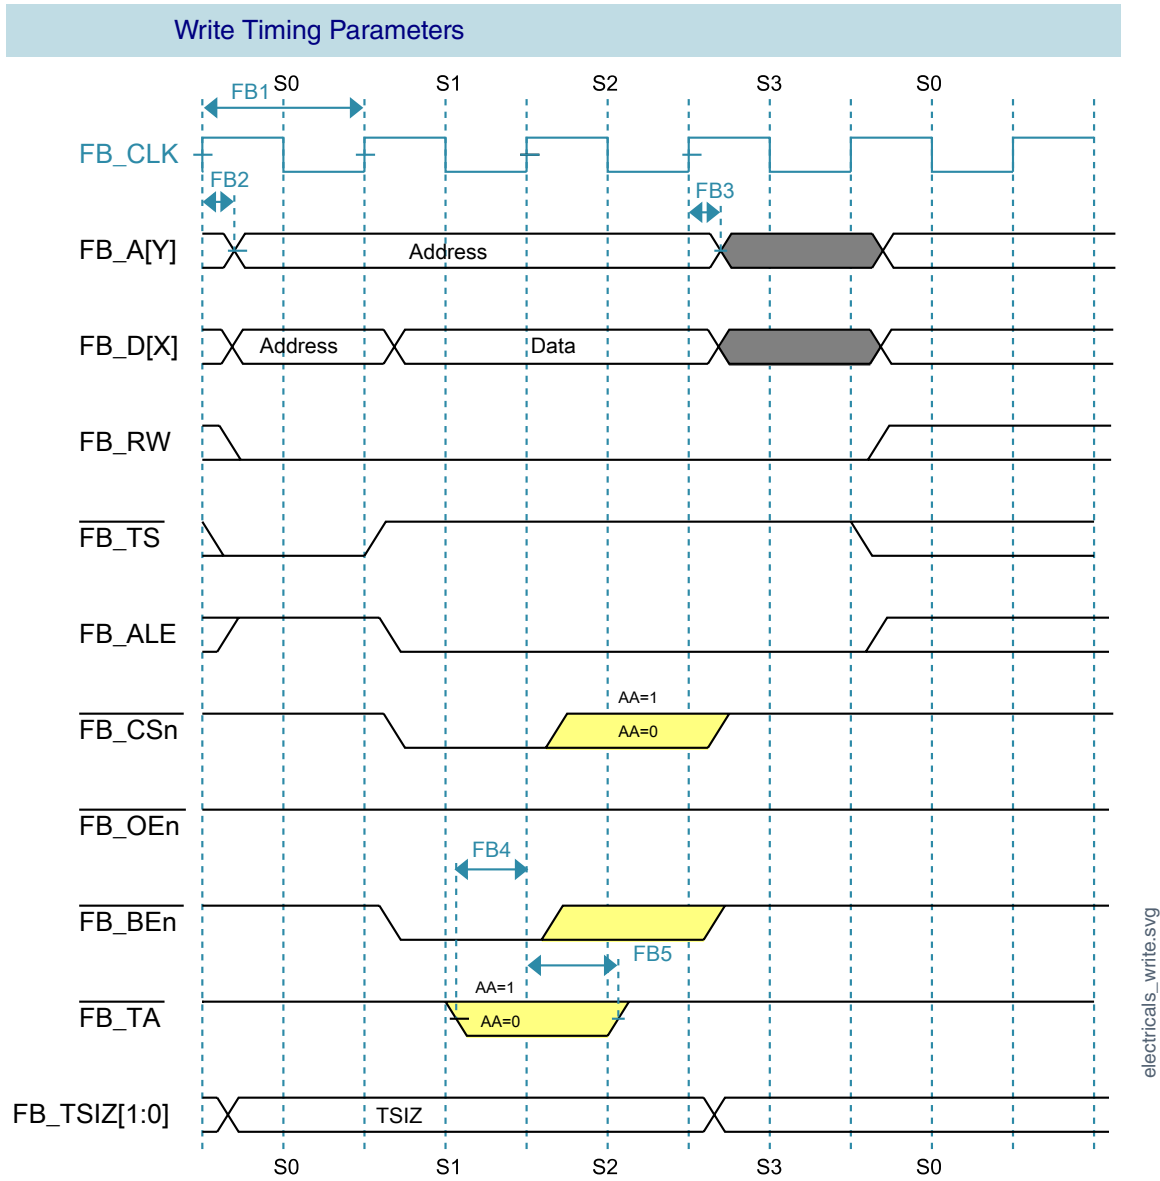 Write Timing Parameters
S0 S1 S2 S3 S0
FB1
FB_CLK
FB2 FB3
FB_A[Y] Address
FB_D[X] Address Data
FB_RW
FB_TS
FB_ALE
AA=1
FB_CSn AA=0
FB_OEn
FB4
FB_BEn
FB5
AA=1
FB_TA AA=0
FB_TSIZ[1:0] TSIZ
S0 S1 S2 S3 S0
electricals_write.svg